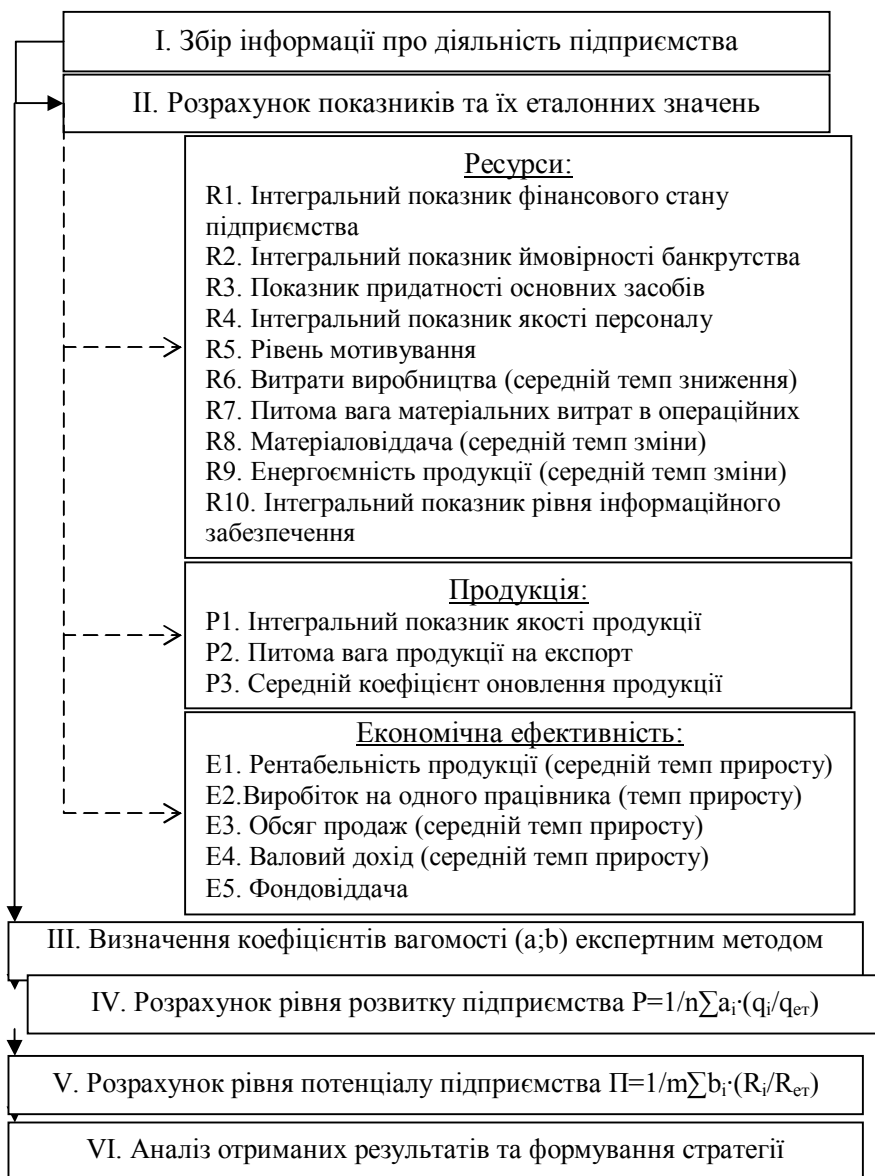 I. Збір інформації про діяльність підприємства
II. Розрахунок показників та їх еталонних значень
Ресурси:
R1. Інтегральний показник фінансового стану
підприємства
R2. Інтегральний показник ймовірності банкрутства
R3. Показник придатності основних засобів
R4. Інтегральний показник якості персоналу
R5. Рівень мотивування
R6. Витрати виробництва (середній темп зниження)
R7. Питома вага матеріальних витрат в операційних
R8. Матеріаловіддача (середній темп зміни)
R9. Енергоємність продукції (середній темп зміни)
R10. Інтегральний показник рівня інформаційного
забезпечення
Продукція:
P1. Інтегральний показник якості продукції
P2. Питома вага продукції на експорт
P3. Середній коефіцієнт оновлення продукції
Економічна ефективність:
E1. Рентабельність продукції (середній темп приросту)
E2.Виробіток на одного працівника (темп приросту)
E3. Обсяг продаж (середній темп приросту)
E4. Валовий дохід (середній темп приросту)
E5. Фондовіддача
III. Визначення коефіцієнтів вагомості (a;b) експертним методом
IV. Розрахунок рівня розвитку підприємства P=1/n∑aᵢ·(qᵢ/qₑт)
V. Розрахунок рівня потенціалу підприємства П=1/m∑bᵢ·(Rᵢ/Rₑт)
VI. Аналіз отриманих результатів та формування стратегії